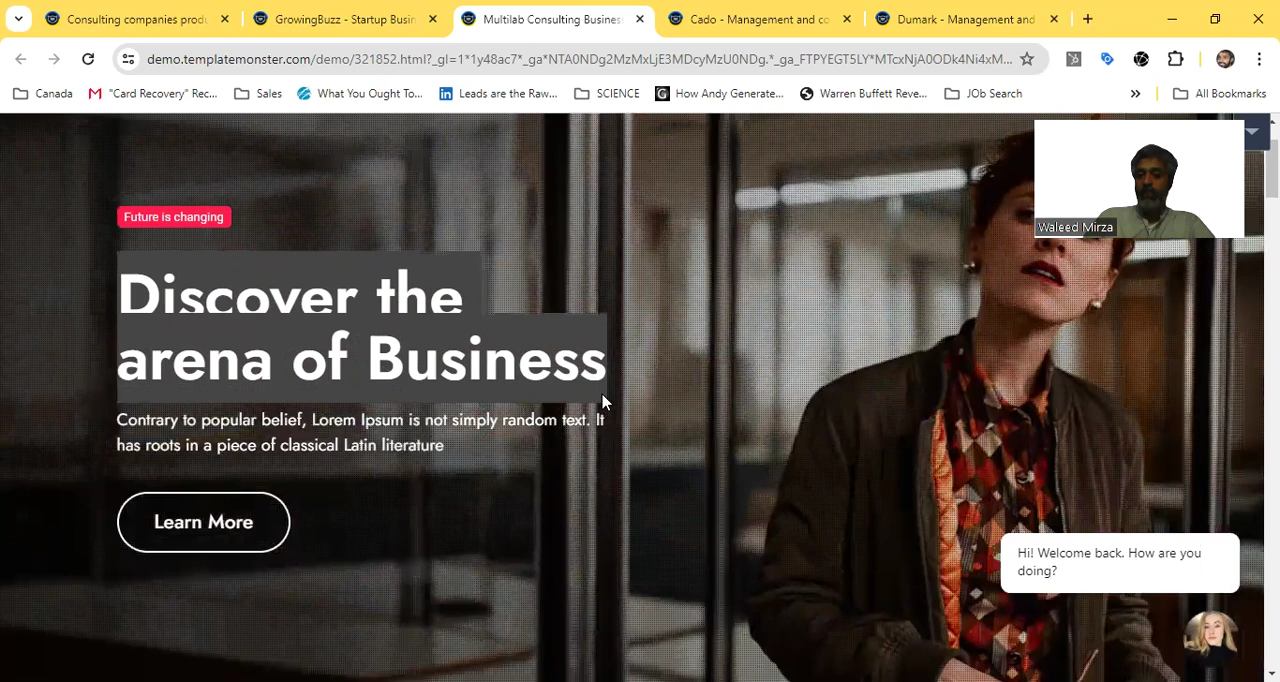 Consulting companies produ
GrowingBuzz - Startup Busin
Multilab Consulting Business
Cado - Management and co
Dumark - Management and
demo.templatemonster.com/demo/321852.html?_gl=1*1y48ac7*_ga*NTA0NDg2MzMxLjE3MDcyMzU0NDg.*_ga_FTPYEGT5LY*MTcxNjA0ODk4Ni4xM...
Canada
"Card Recovery" Rec...
Sales
What You Ought To...
Leads are the Raw...
SCIENCE
How Andy Generate...
Warren Buffett Reve...
JOb Search
All Bookmarks
Waleed Mirza
Future is changing
Discover the
arena of Business
Contrary to popular belief, Lorem Ipsum is not simply random text. It
has roots in a piece of classical Latin literature
Learn More
Hi! Welcome back. How are you
doing?